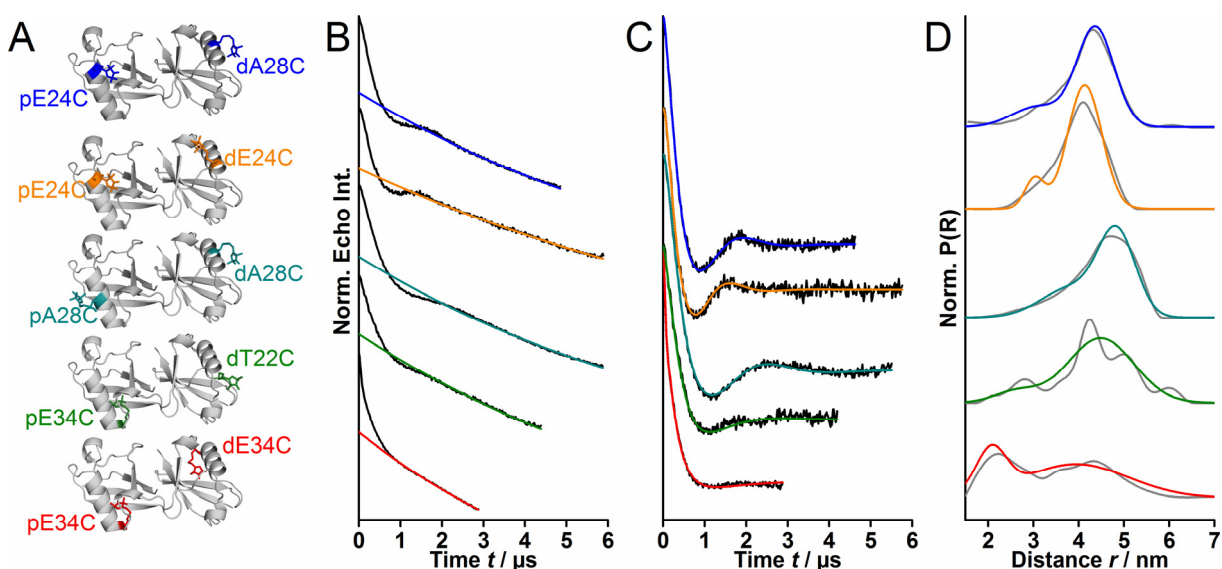 A
pE24C
dA28C
pE24C
dE24C
pA28C
dA28C
pE34C
dT22C
pE34C
dE34C
B
Norm. Echo Int.
0 1 2 3 4 5 6
Time t / µs
C
0 1 2 3 4 5 6
Time t / µs
D
Norm. P(R)
2 3 4 5 6 7
Distance r / nm